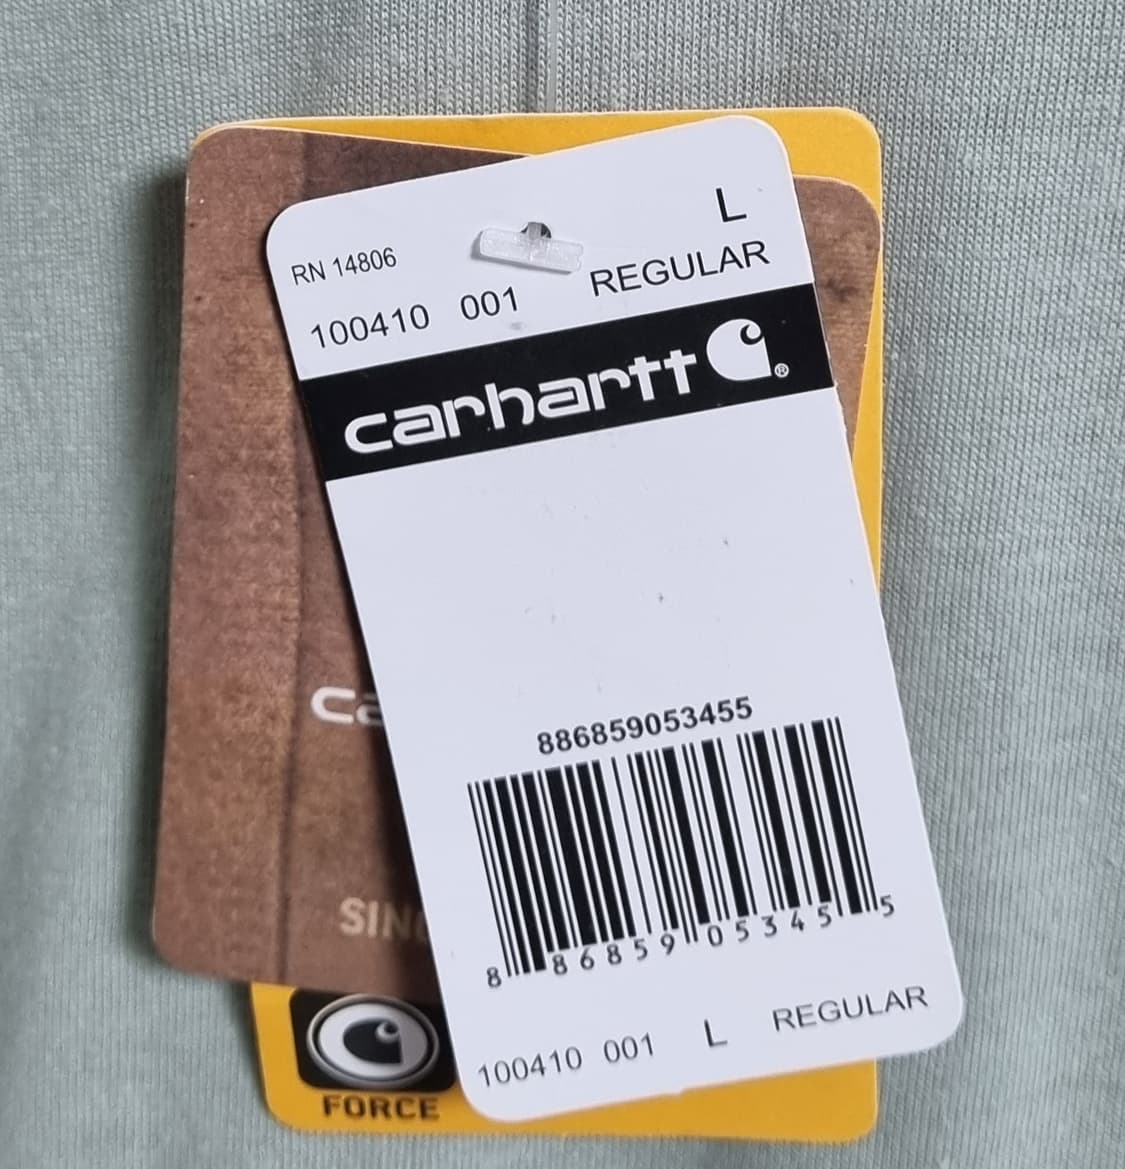 L
RN 14806
REGULAR
100410 001
carhartt
886859053455
8 86859 05345 5
100410 001 L REGULAR
FORCE